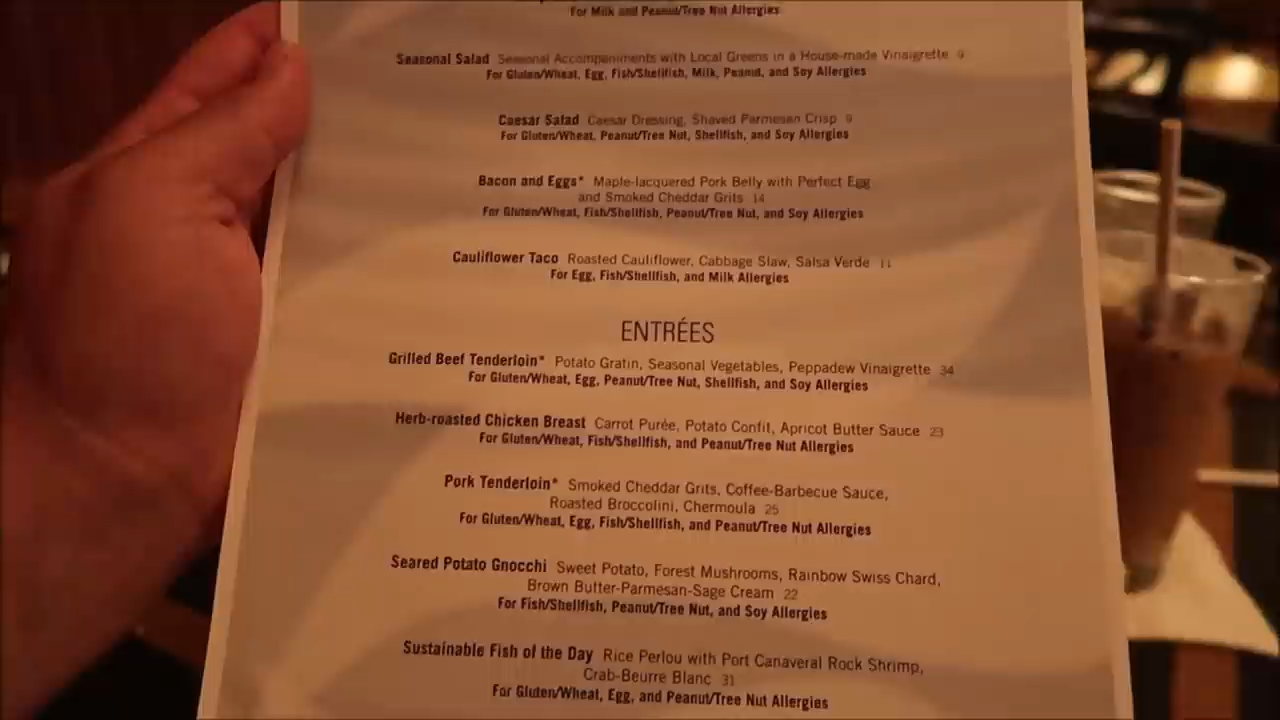 For Milk and Peanut/Tree Nut Allergies
Seasonal Salad Seasonal Accompaniments with Local Greens in a House-made Vinaigrette 9
For Gluten/Wheat, Egg, Fish/Shellfish, Milk, Peanut, and Soy Allergies
Caesar Salad Caesar Dressing, Shaved Parmesan Crisp 9
For Gluten/Wheat, Peanut/Tree Nut, Shellfish, and Soy Allergies
Bacon and Eggs* Maple-lacquered Pork Belly with Perfect Egg
and Smoked Cheddar Grits 14
For Gluten/Wheat, Fish/Shellfish, Peanut/Tree Nut, and Soy Allergies
Cauliflower Taco Roasted Cauliflower, Cabbage Slaw, Salsa Verde 11
For Egg, Fish/Shellfish, and Milk Allergies
ENTRÉES
Grilled Beef Tenderloin* Potato Gratin, Seasonal Vegetables, Peppadew Vinaigrette 34
For Gluten/Wheat, Egg, Peanut/Tree Nut, Shellfish, and Soy Allergies
Herb-roasted Chicken Breast Carrot Purée, Potato Confit, Apricot Butter Sauce 23
For Gluten/Wheat, Fish/Shellfish, and Peanut/Tree Nut Allergies
Pork Tenderloin* Smoked Cheddar Grits, Coffee-Barbecue Sauce,
Roasted Broccolini, Chermoula 25
For Gluten/Wheat, Egg, Fish/Shellfish, and Peanut/Tree Nut Allergies
Seared Potato Gnocchi Sweet Potato, Forest Mushrooms, Rainbow Swiss Chard,
Brown Butter-Parmesan-Sage Cream 22
For Fish/Shellfish, Peanut/Tree Nut, and Soy Allergies
Sustainable Fish of the Day Rice Perlou with Port Canaveral Rock Shrimp,
Crab-Beurre Blanc 31
For Gluten/Wheat, Egg, and Peanut/Tree Nut Allergies